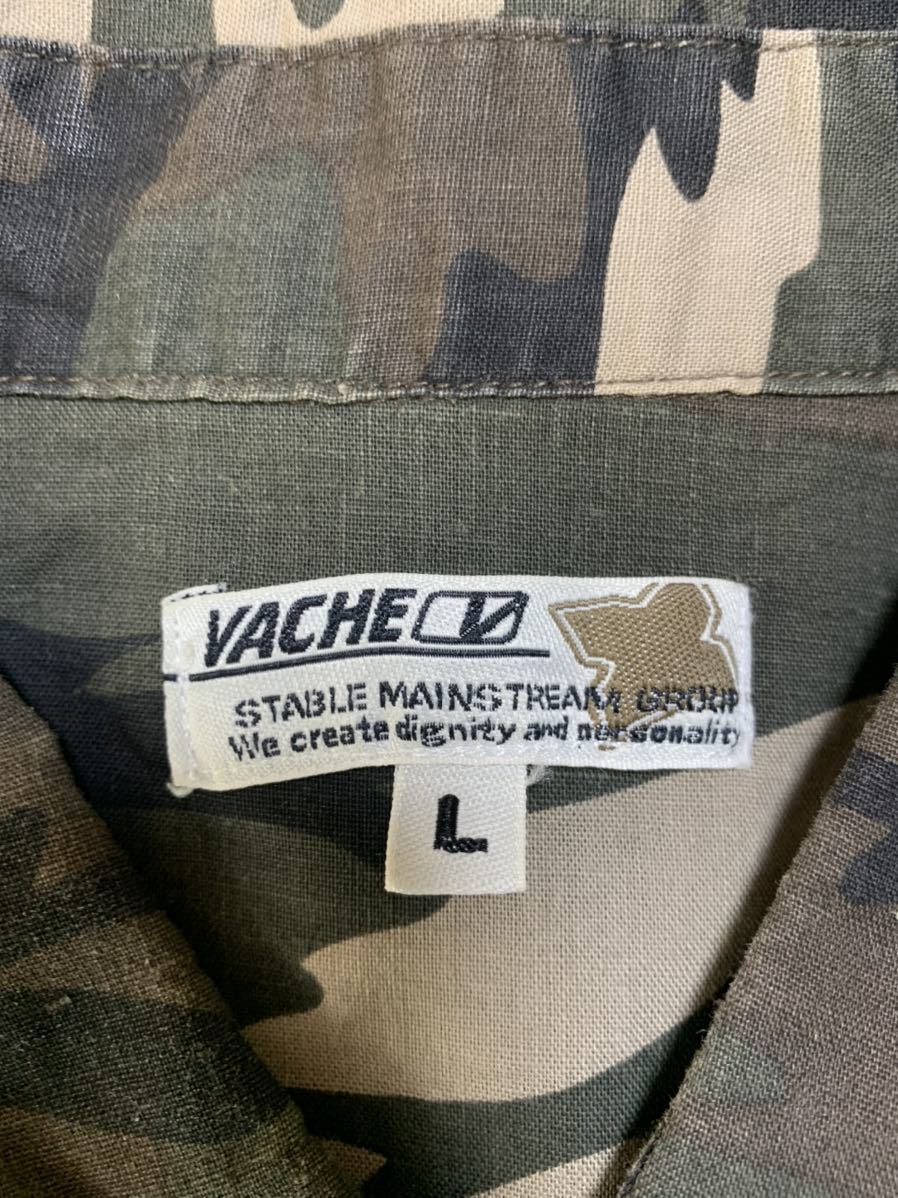 VACHE
STABLE MAINSTREAM GROUP
We create dignity and personality
L